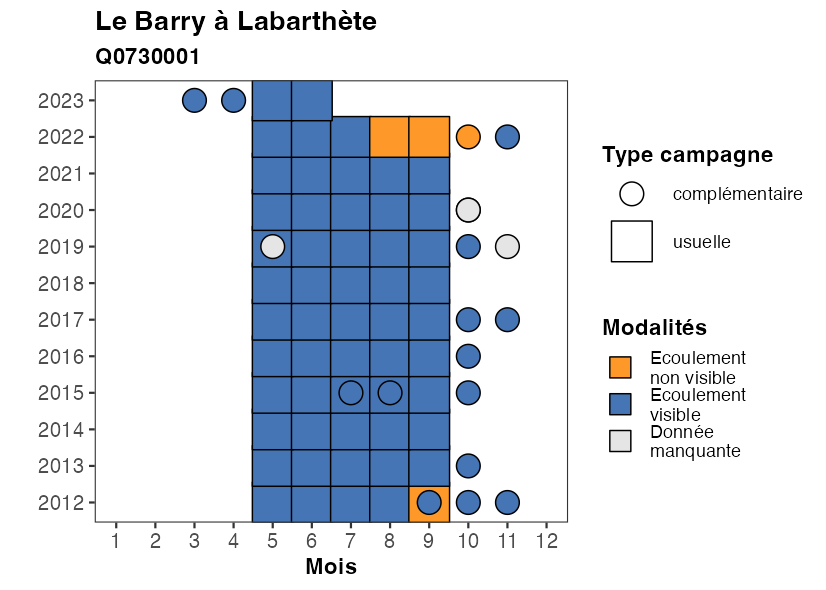 Le Barry à Labarthète
Q0730001
2023
2022
2021
2020
2019
2018
2017
2016
2015
2014
2013
2012
1 2 3 4 5 6 7 8 9 10 11 12
Mois
Type campagne
complémentaire
usuelle
Modalités
Ecoulement
non visible
Ecoulement
visible
Donnée
manquante